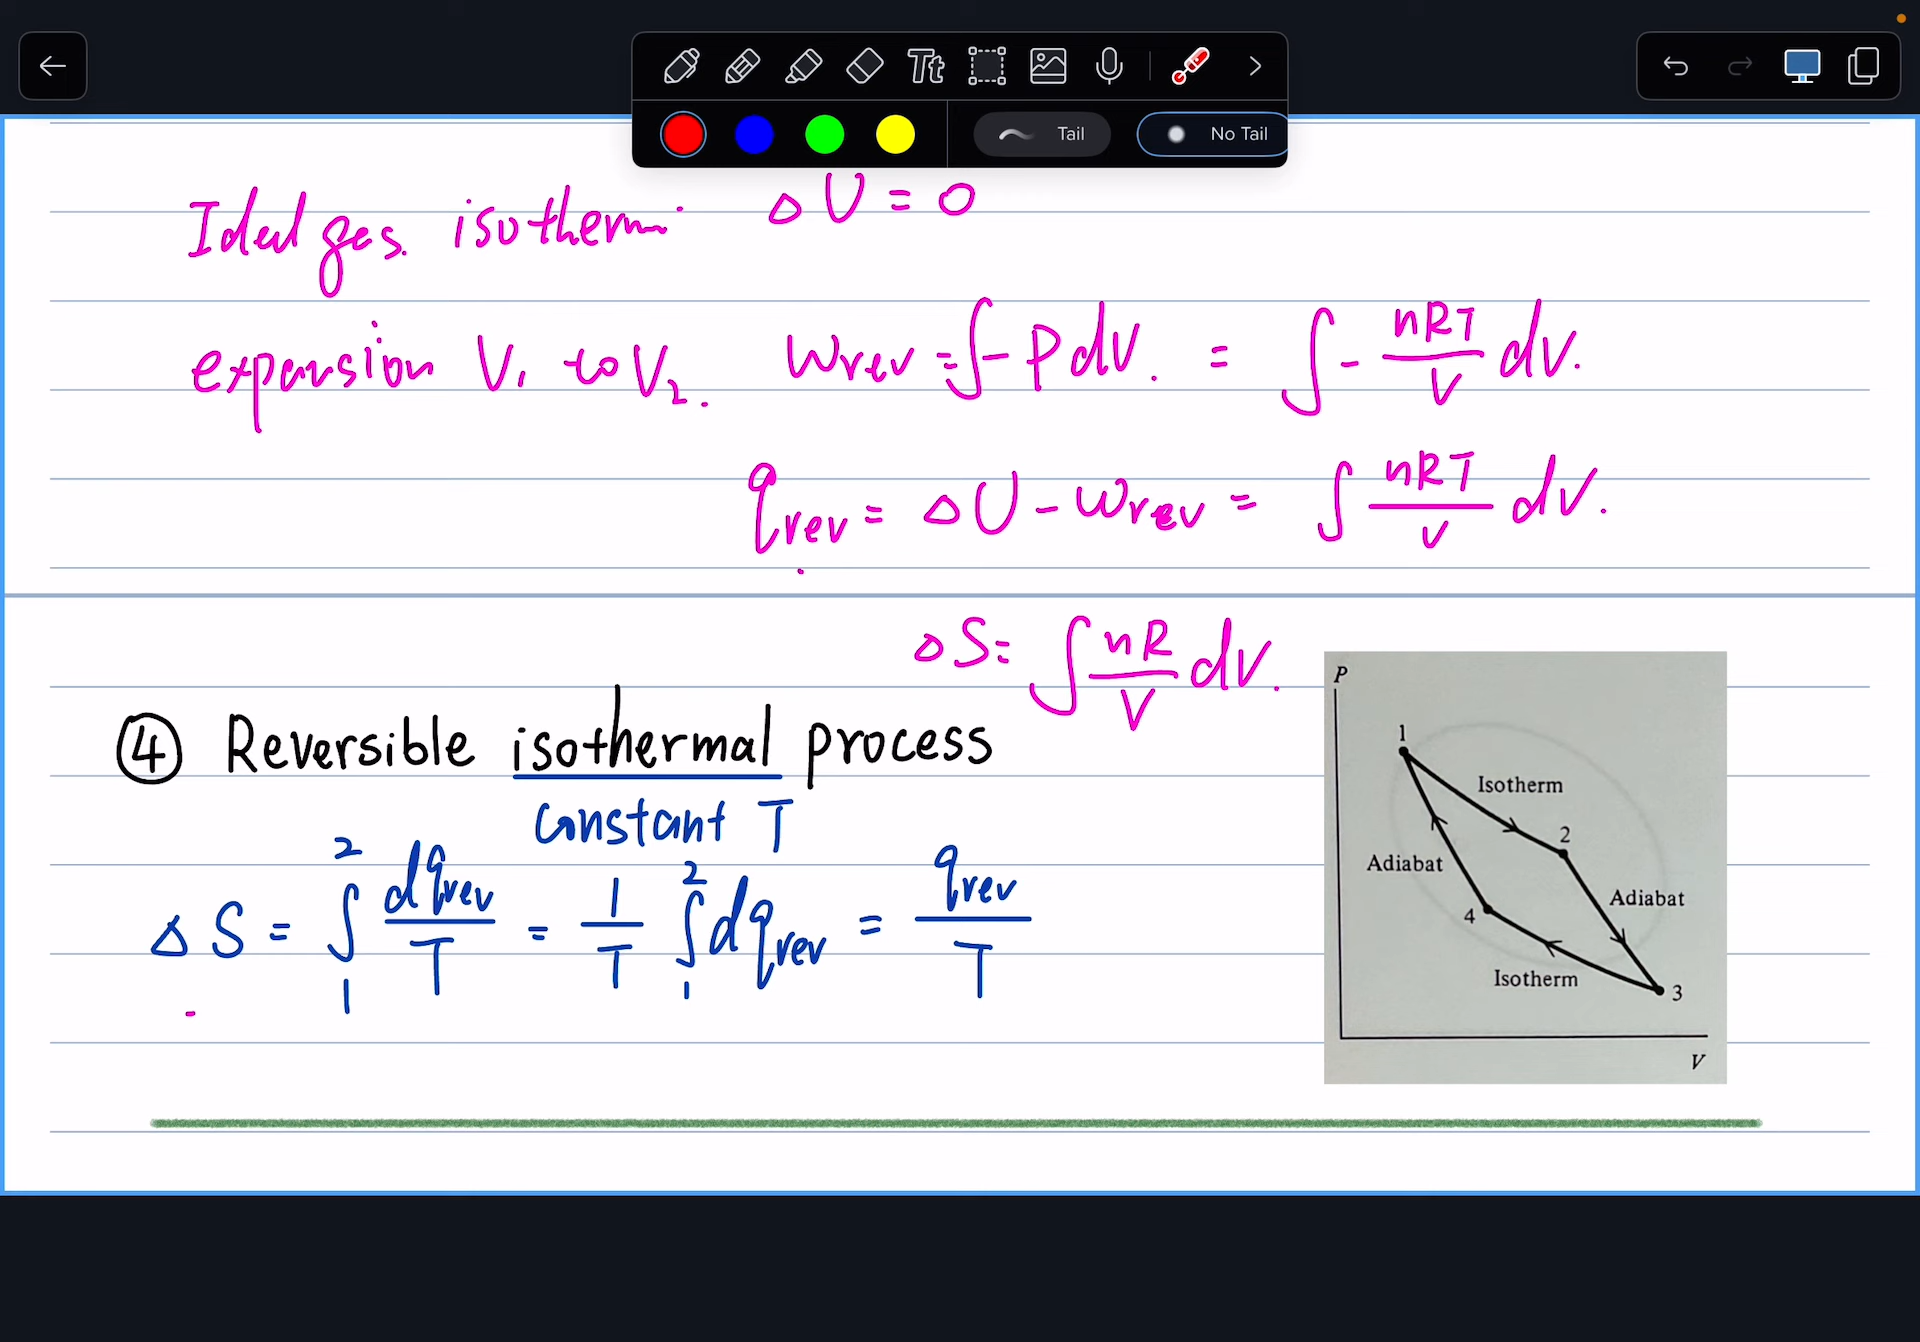 Tt
Tail No Tail
Ideal gas isotherm. ΔU = 0
expansion V₁ to V₂. Wrev = ∫ - P dV. = ∫ - nRT/V dV.
qrev = ΔU - Wrev = ∫ nRT/V dV.
ΔS = ∫ nR/V dV.
④ Reversible isothermal process
constant T
ΔS = ∫₁² dqrev/T = 1/T ∫₁² dqrev = qrev/T
P
1
Isotherm
2
Adiabat
Adiabat
4
Isotherm
3
V